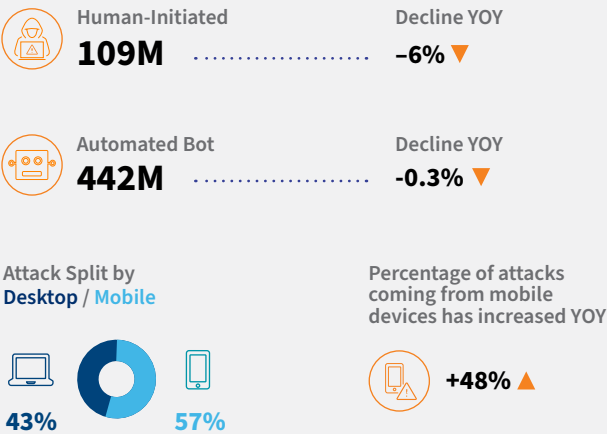 Human-Initiated
109M
Decline YOY
–6%
Automated Bot
442M
Decline YOY
-0.3%
Attack Split by
Desktop / Mobile
43%
57%
Percentage of attacks
coming from mobile
devices has increased YOY
+48%